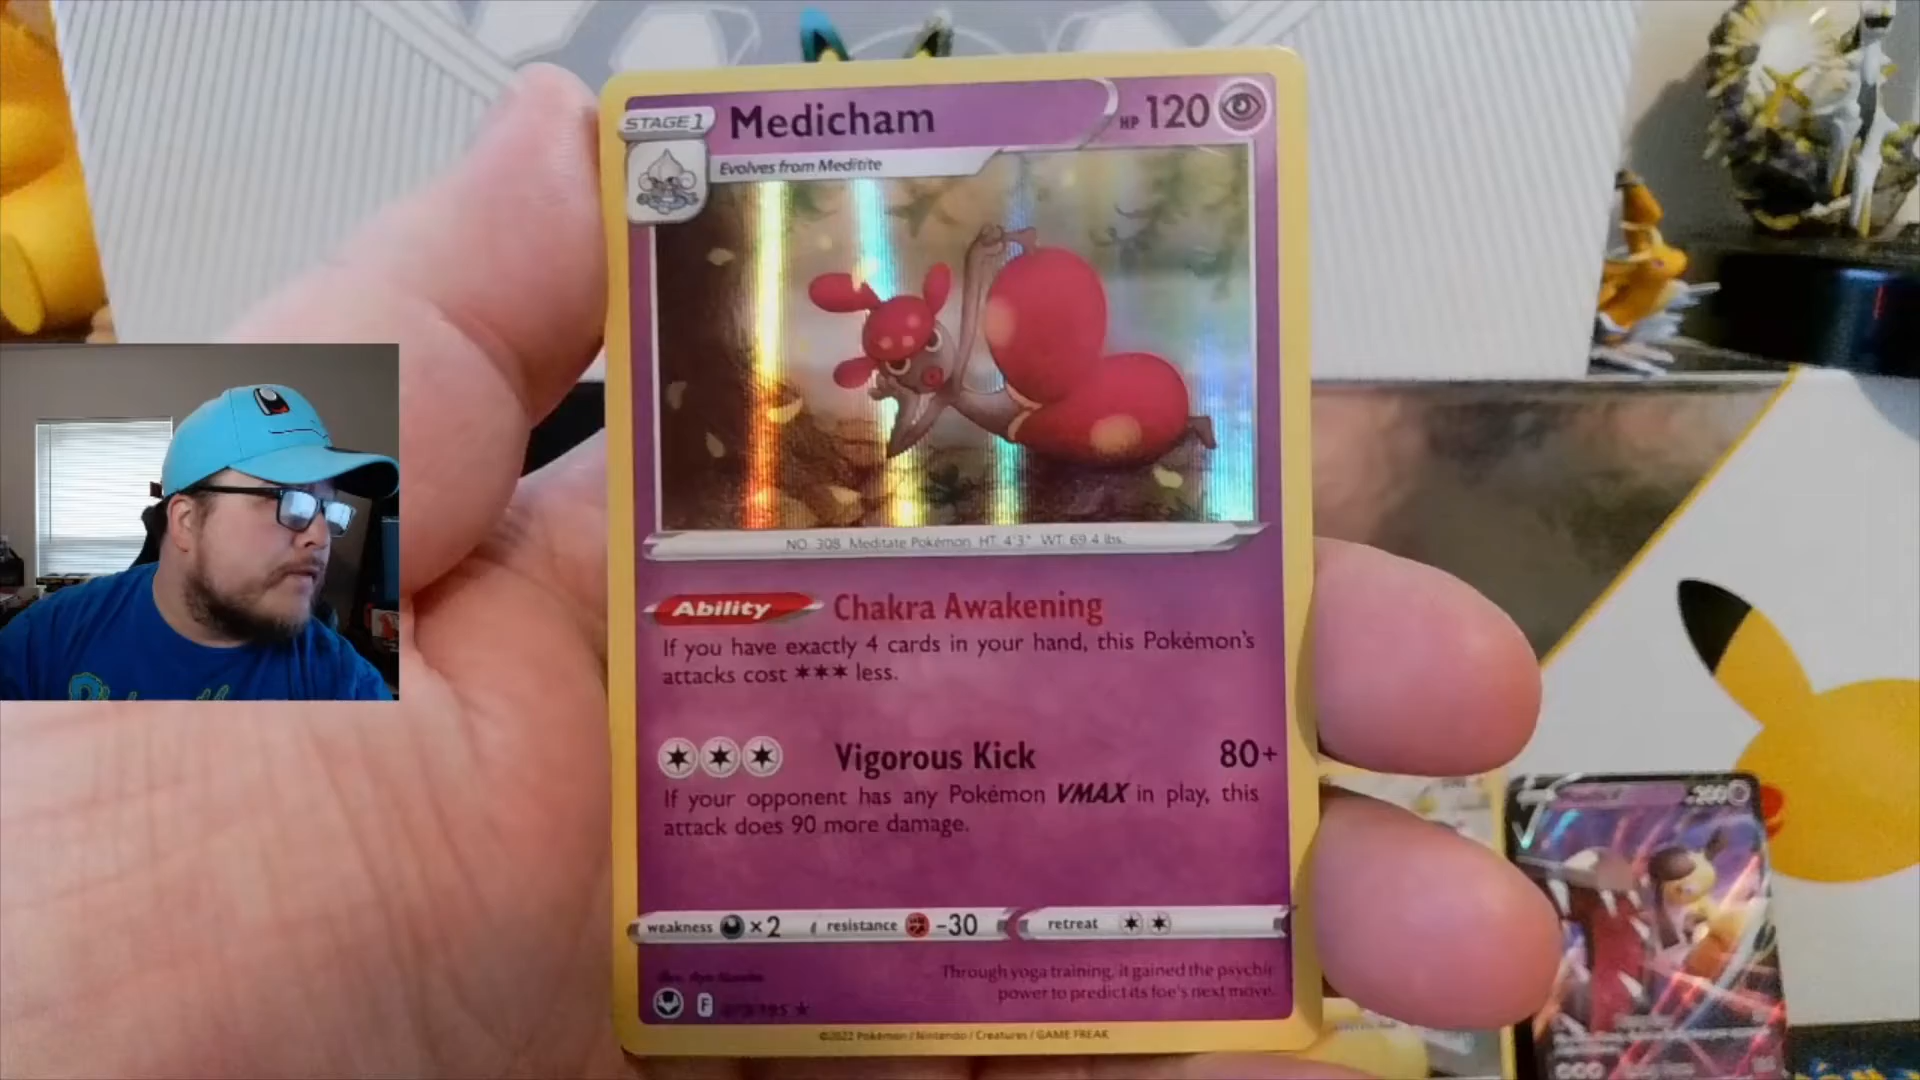 STAGE 1
Medicham
HP 120
Evolves from Meditite
NO. 308 Meditate Pokémon HT: 4'3" WT: 69.4 lbs.
Ability Chakra Awakening
If you have exactly 4 cards in your hand, this Pokémon's
attacks cost ✶✶✶ less.
Vigorous Kick 80+
If your opponent has any Pokémon VMAX in play, this
attack does 90 more damage.
weakness ×2 resistance -30 retreat
Through yoga training, it gained the psychic
power to predict its foe's next move.
F
©2022 Pokémon / Nintendo / Creatures / GAME FREAK